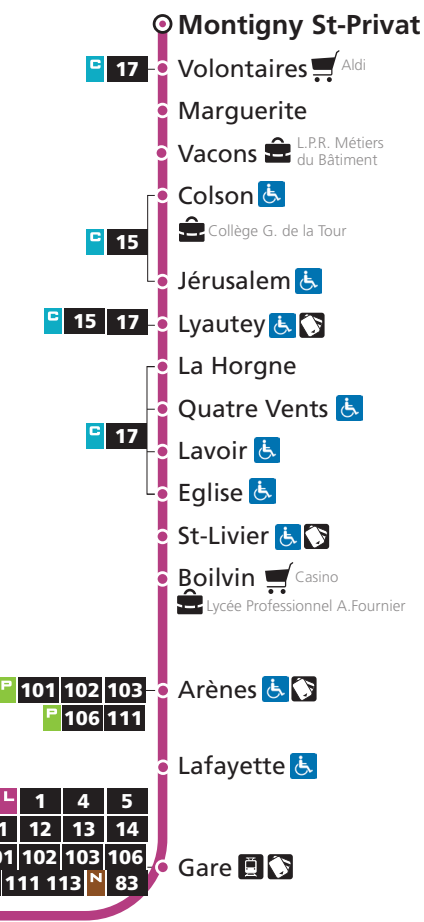 Montigny St-Privat
C 17 Volontaires Aldi
Marguerite
Vacons L.P.R. Métiers
du Bâtiment
Colson
Collège G. de la Tour
C 15
Jérusalem
C 15 17 Lyautey
La Horgne
Quatre Vents
C 17
Lavoir
Eglise
St-Livier
Boilvin Casino
Lycée Professionnel A.Fournier
P 101 102 103 Arènes
P 106 111
Lafayette
L 1 4 5
12 13 14
102 103 106
111 113 N 83
Gare